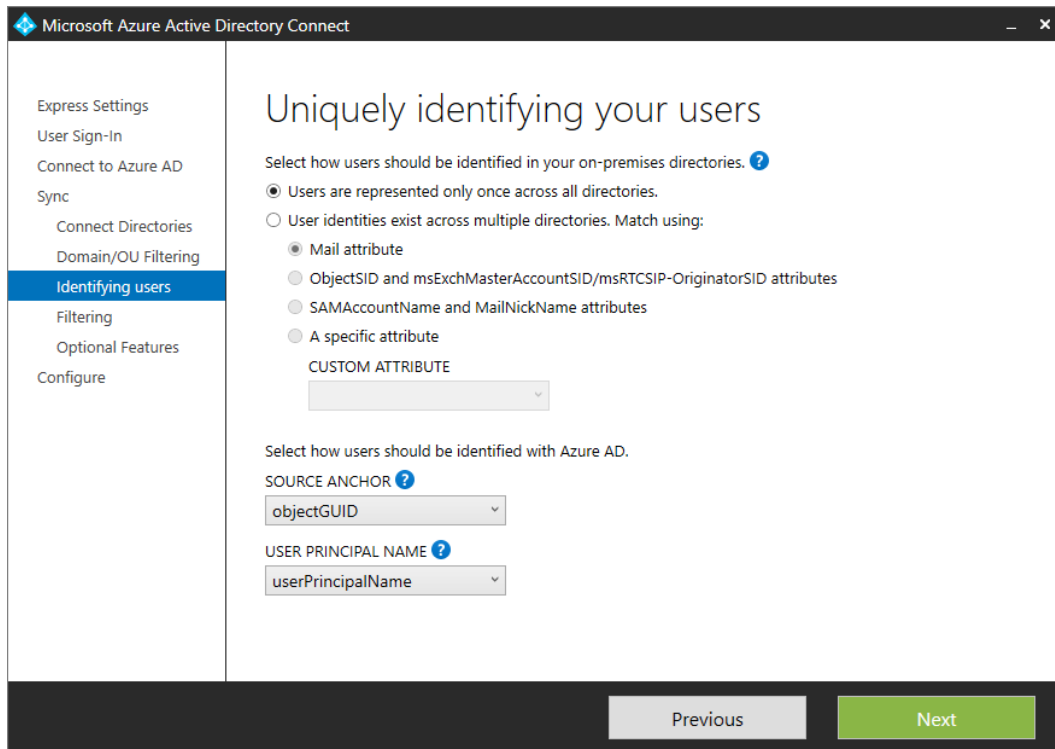 Microsoft Azure Active Directory Connect
Express Settings
User Sign-In
Connect to Azure AD
Sync
Connect Directories
Domain/OU Filtering
Identifying users
Filtering
Optional Features
Configure
Uniquely identifying your users
Select how users should be identified in your on-premises directories. ?
Users are represented only once across all directories.
User identities exist across multiple directories. Match using:
Mail attribute
ObjectSID and msExchMasterAccountSID/msRTCSIP-OriginatorSID attributes
SAMAccountName and MailNickName attributes
A specific attribute
CUSTOM ATTRIBUTE
Select how users should be identified with Azure AD.
SOURCE ANCHOR ?
objectGUID
USER PRINCIPAL NAME ?
userPrincipalName
Previous
Next